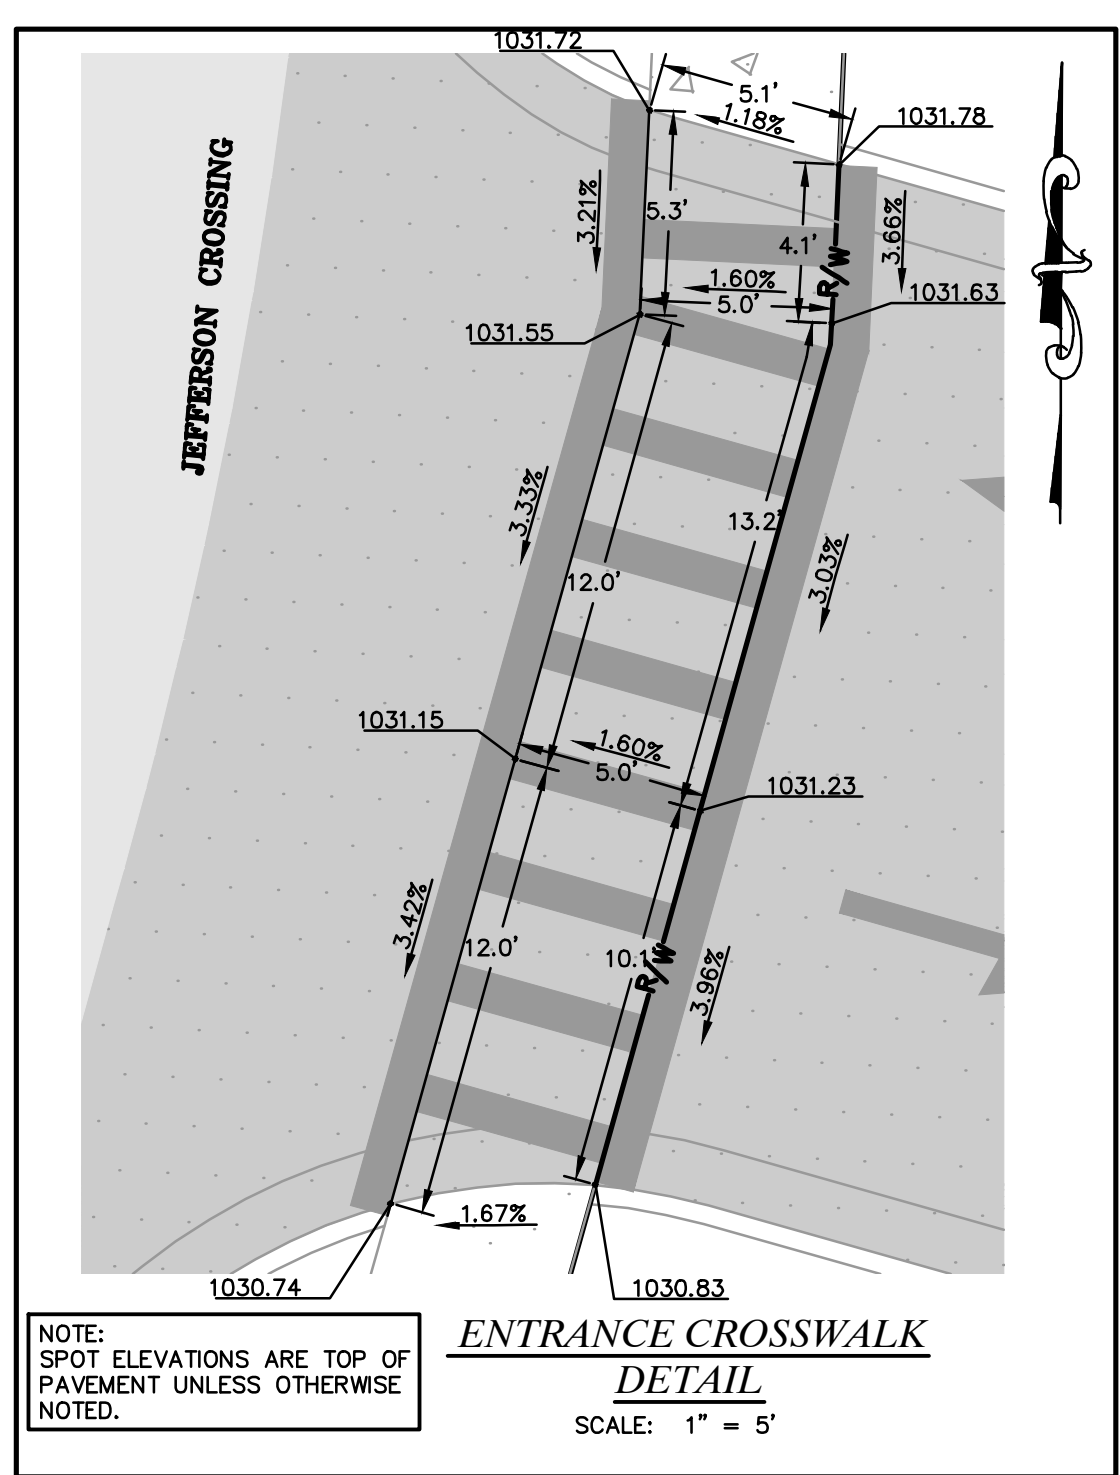 1031.72
5.1'
1.18%
1031.78
JEFFERSON CROSSING
3.21%
5.3'
4.1'
3.66%
R/W
1.60%
5.0'
1031.63
1031.55
3.33%
13.2'
12.0'
3.03%
1031.15
1.60%
5.0'
1031.23
3.42%
12.0'
10.1
R/W
3.96%
1.67%
1030.74
1030.83
NOTE:
SPOT ELEVATIONS ARE TOP OF
PAVEMENT UNLESS OTHERWISE
NOTED.
ENTRANCE CROSSWALK
DETAIL
SCALE: 1" = 5'